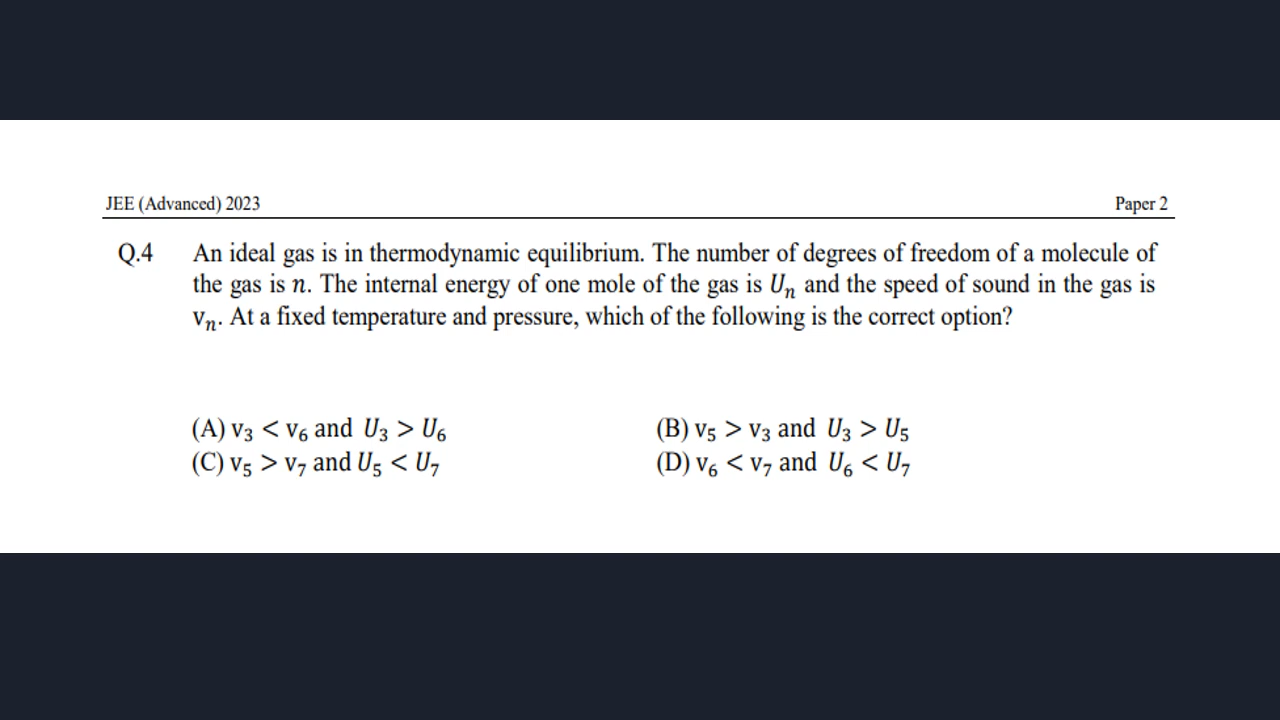 JEE (Advanced) 2023 Paper 2
Q.4 An ideal gas is in thermodynamic equilibrium. The number of degrees of freedom of a molecule of
the gas is n. The internal energy of one mole of the gas is Uₙ and the speed of sound in the gas is
vₙ. At a fixed temperature and pressure, which of the following is the correct option?
(A) v₃ < v₆ and U₃ > U₆ (B) v₅ > v₃ and U₃ > U₅
(C) v₅ > v₇ and U₅ < U₇ (D) v₆ < v₇ and U₆ < U₇